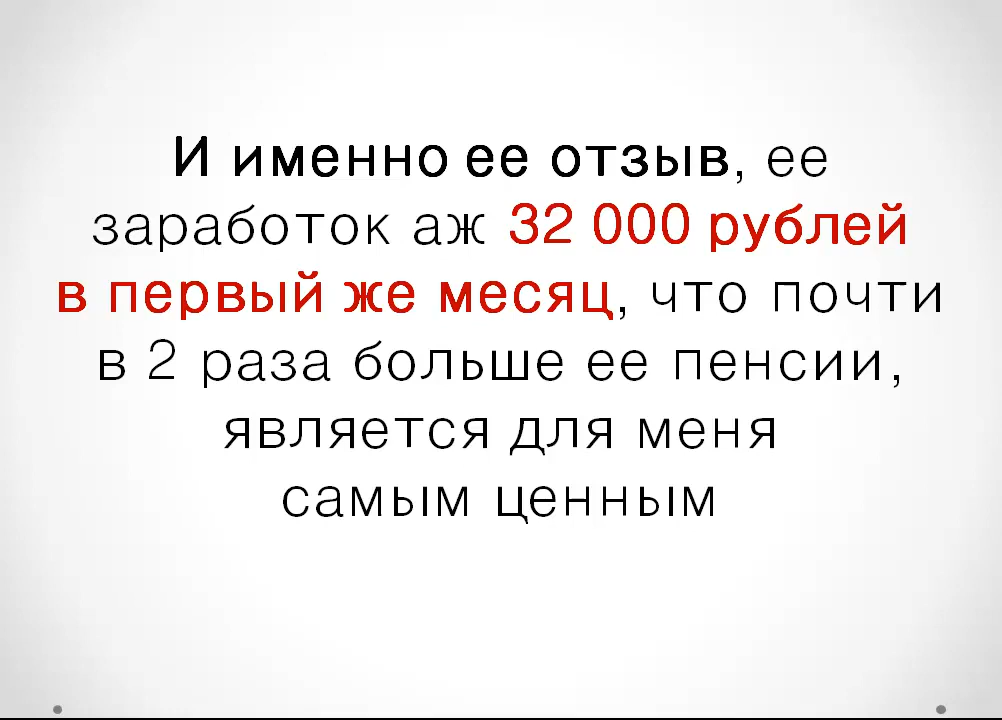 И именно ее отзыв, ее
заработок аж 32 000 рублей
в первый же месяц, что почти
в 2 раза больше ее пенсии,
является для меня
самым ценным